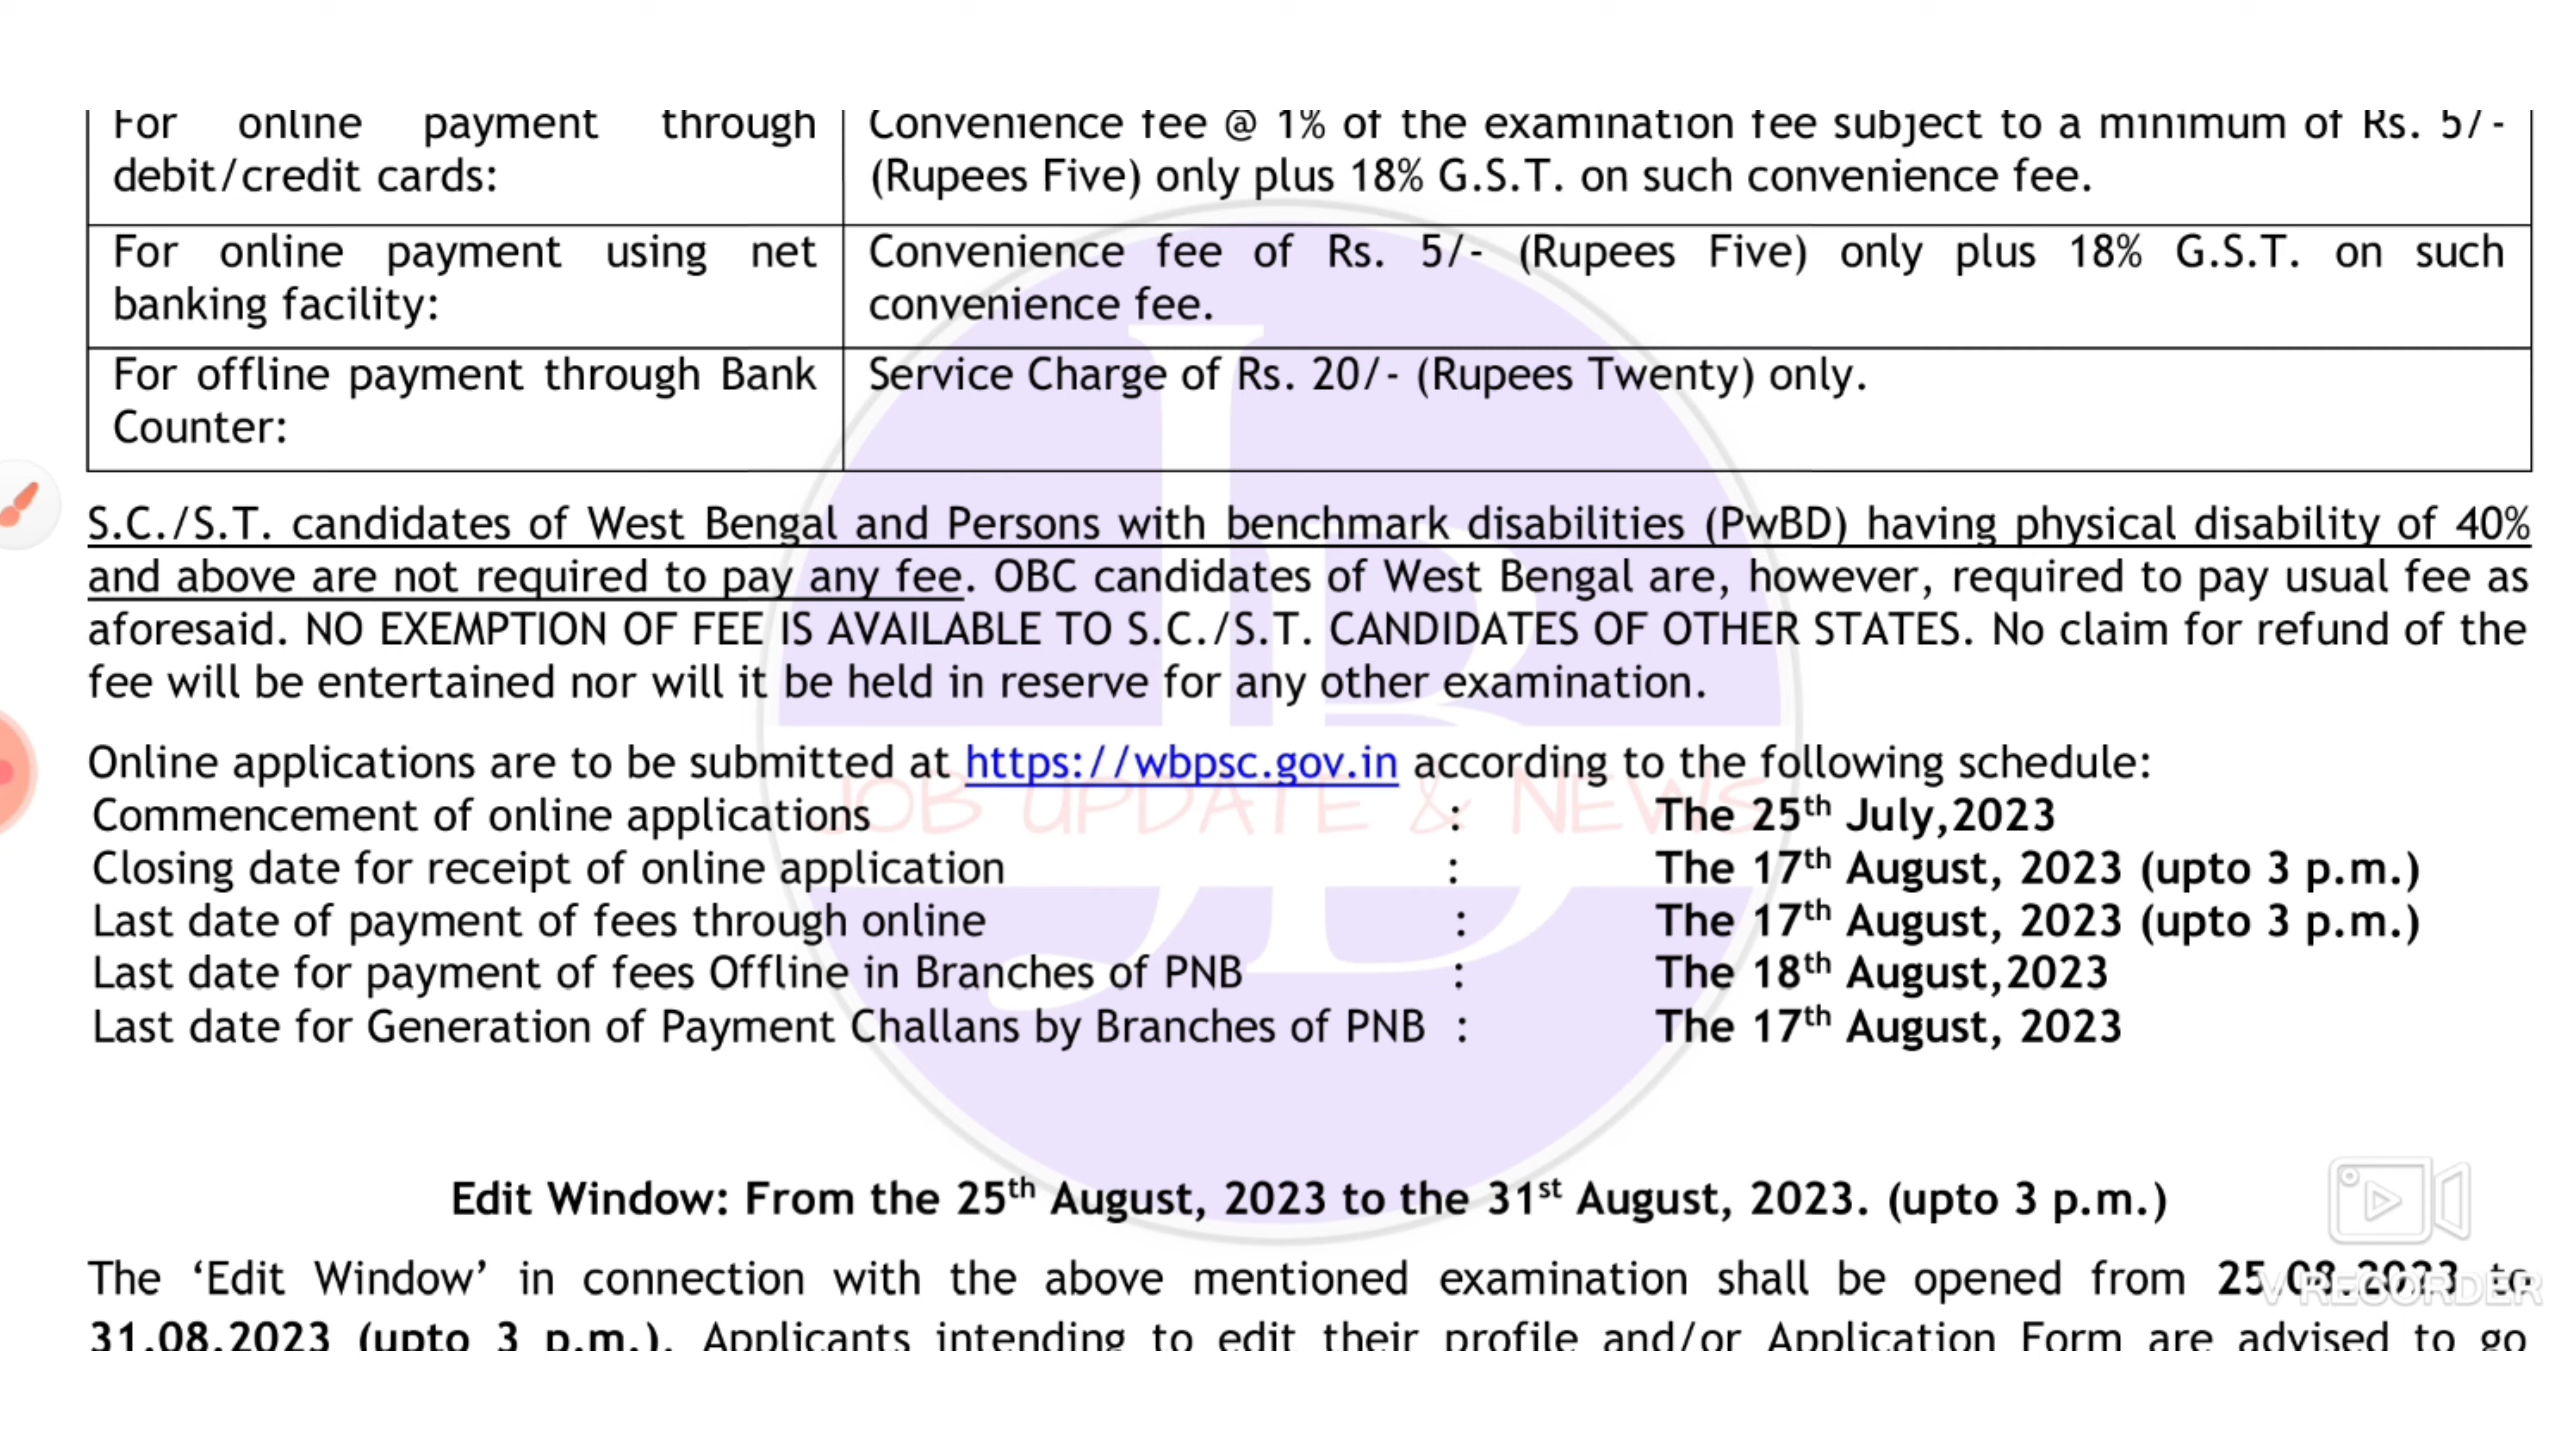 For online payment through
debit/credit cards:
Convenience fee @ 1% of the examination fee subject to a minimum of Rs. 5/-
(Rupees Five) only plus 18% G.S.T. on such convenience fee.
For online payment using net
banking facility:
Convenience fee of Rs. 5/- (Rupees Five) only plus 18% G.S.T. on such
convenience fee.
For offline payment through Bank
Counter:
Service Charge of Rs. 20/- (Rupees Twenty) only.
S.C./S.T. candidates of West Bengal and Persons with benchmark disabilities (PwBD) having physical disability of 40%
and above are not required to pay any fee. OBC candidates of West Bengal are, however, required to pay usual fee as
aforesaid. NO EXEMPTION OF FEE IS AVAILABLE TO S.C./S.T. CANDIDATES OF OTHER STATES. No claim for refund of the
fee will be entertained nor will it be held in reserve for any other examination.
Online applications are to be submitted at https://wbpsc.gov.in according to the following schedule:
Commencement of online applications : The 25th July,2023
Closing date for receipt of online application : The 17th August, 2023 (upto 3 p.m.)
Last date of payment of fees through online : The 17th August, 2023 (upto 3 p.m.)
Last date for payment of fees Offline in Branches of PNB : The 18th August,2023
Last date for Generation of Payment Challans by Branches of PNB : The 17th August, 2023
JOB UPDATE & NEWS
JB
Edit Window: From the 25th August, 2023 to the 31st August, 2023. (upto 3 p.m.)
The ‘Edit Window’ in connection with the above mentioned examination shall be opened from 25.08.2023 to
31.08.2023 (upto 3 p.m.). Applicants intending to edit their profile and/or Application Form are advised to go
V RECORDER